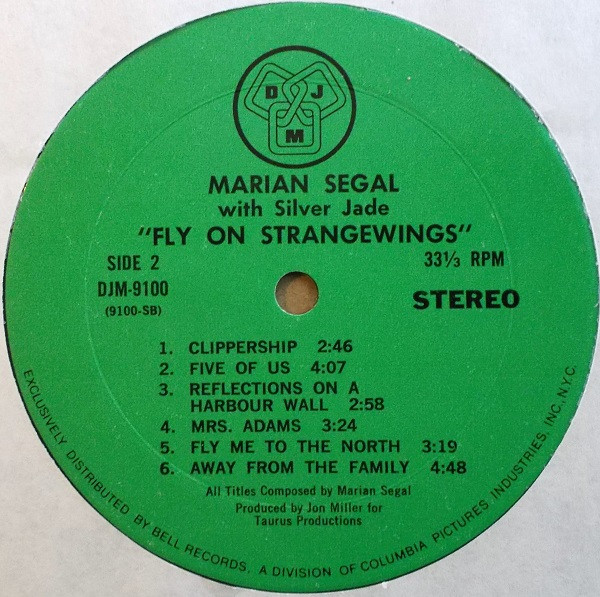 D J
M
MARIAN SEGAL
with Silver Jade
"FLY ON STRANGEWINGS"
SIDE 2
DJM-9100
(9100-SB)
33⅓ RPM
STEREO
1. CLIPPERSHIP 2:46
2. FIVE OF US 4:07
3. REFLECTIONS ON A
HARBOUR WALL 2:58
4. MRS. ADAMS 3:24
5. FLY ME TO THE NORTH 3:19
6. AWAY FROM THE FAMILY 4:48
All Titles Composed by Marian Segal
Produced by Jon Miller for
Taurus Productions
EXCLUSIVELY DISTRIBUTED BY BELL RECORDS, A DIVISION OF COLUMBIA PICTURES INDUSTRIES, INC., N.Y.C.